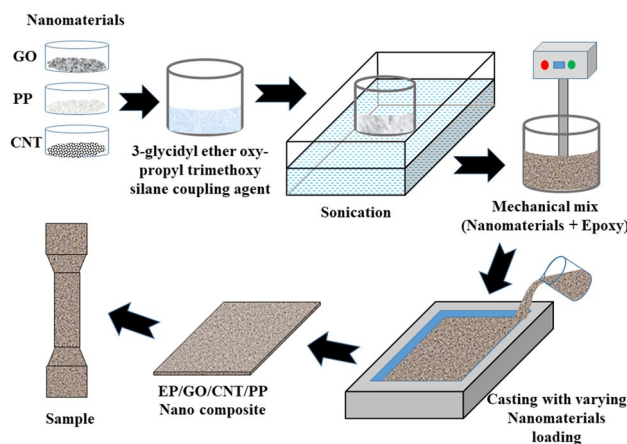 Nanomaterials
GO
PP
CNT
3-glycidyl ether oxy-
propyl trimethoxy
silane coupling agent
Sonication
Mechanical mix
(Nanomaterials + Epoxy)
Sample
EP/GO/CNT/PP
Nano composite
Casting with varying
Nanomaterials
loading